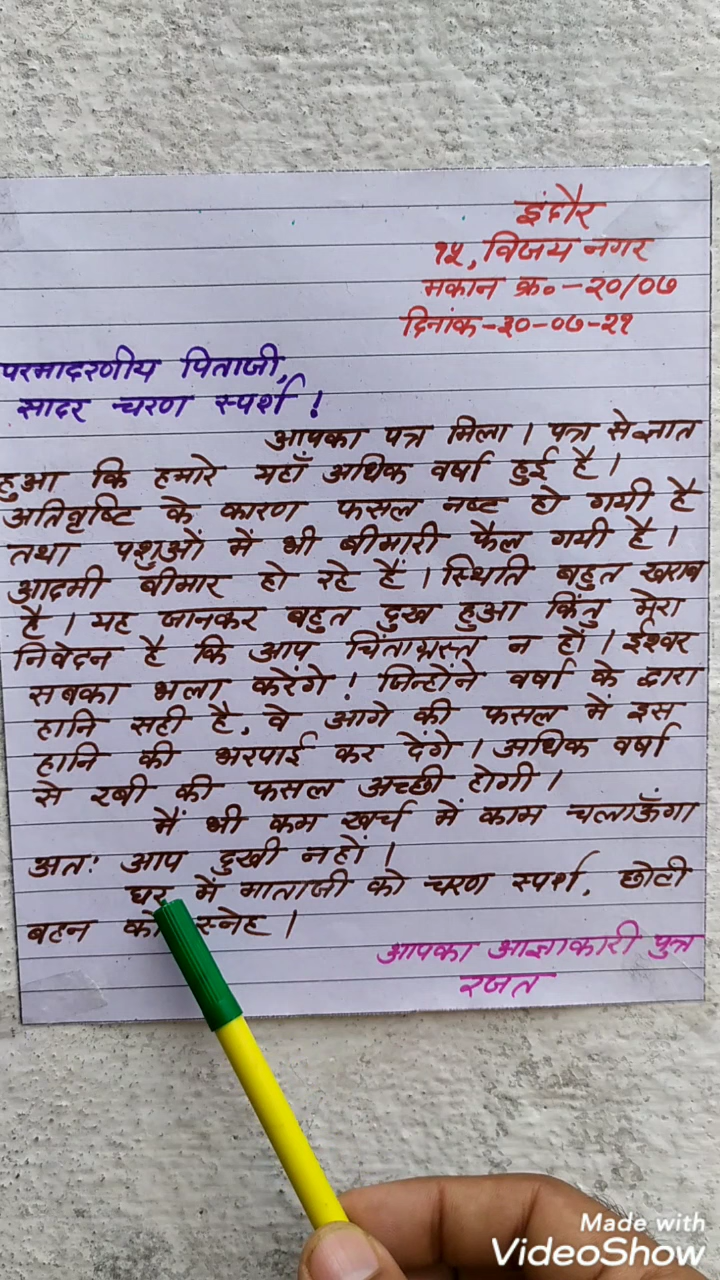 इंदौर
१५, विजय नगर
मकान क्र०-२०/०७
दिनांक-३०-०७-२१
परमादरणीय पिताजी,
सादर चरण स्पर्श !
आपका पत्र मिला। पत्र से ज्ञात
हुआ कि हमारे यहाँ अधिक वर्षा हुई है।
अतिवृष्टि के कारण फसल नष्ट हो गयी है
तथा पशुओं में भी बीमारी फैल गयी है।
आदमी बीमार हो रहे हैं। स्थिति बहुत खराब
है। यह जानकर बहुत दुख हुआ किंतु मेरा
निवेदन है कि आप चिंताग्रस्त न हों। ईश्वर
सबका भला करेंगे! जिन्होंने वर्षा के द्वारा
हानि सही है, वे आगे की फसल में इस
हानि की भरपाई कर देंगे। अधिक वर्षा
से रबी की फसल अच्छी होगी।
मैं भी कम खर्च में काम चलाऊँगा
अतः आप दुखी नहों।
घर में माताजी को चरण स्पर्श, छोटी
बहन को स्नेह।
आपका आज्ञाकारी पुत्र
रजत
Made with
VideoShow